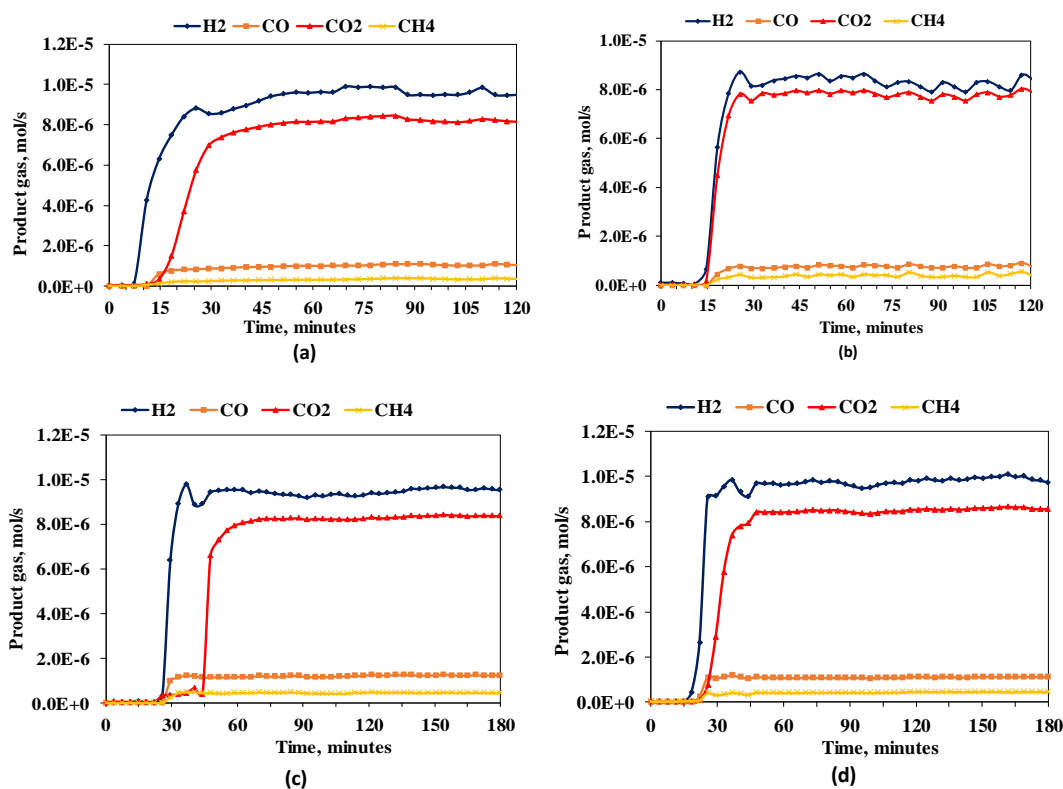 H2 CO CO2 CH4
1.2E-5
1.0E-5
8.0E-6
6.0E-6
4.0E-6
2.0E-6
0.0E+0
Product gas, mol/s
0 15 30 45 60 75 90 105 120
Time, minutes
(a)
H2 CO CO2 CH4
1.0E-5
8.0E-6
6.0E-6
4.0E-6
2.0E-6
0.0E+0
Product gas, mol/s
0 15 30 45 60 75 90 105 120
Time, minutes
(b)
H2 CO CO2 CH4
1.2E-5
1.0E-5
8.0E-6
6.0E-6
4.0E-6
2.0E-6
0.0E+0
Product gas, mol/s
0 30 60 90 120 150 180
Time, minutes
(c)
H2 CO CO2 CH4
1.2E-5
1.0E-5
8.0E-6
6.0E-6
4.0E-6
2.0E-6
0.0E+0
Product gas, mol/s
0 30 60 90 120 150 180
Time, minutes
(d)